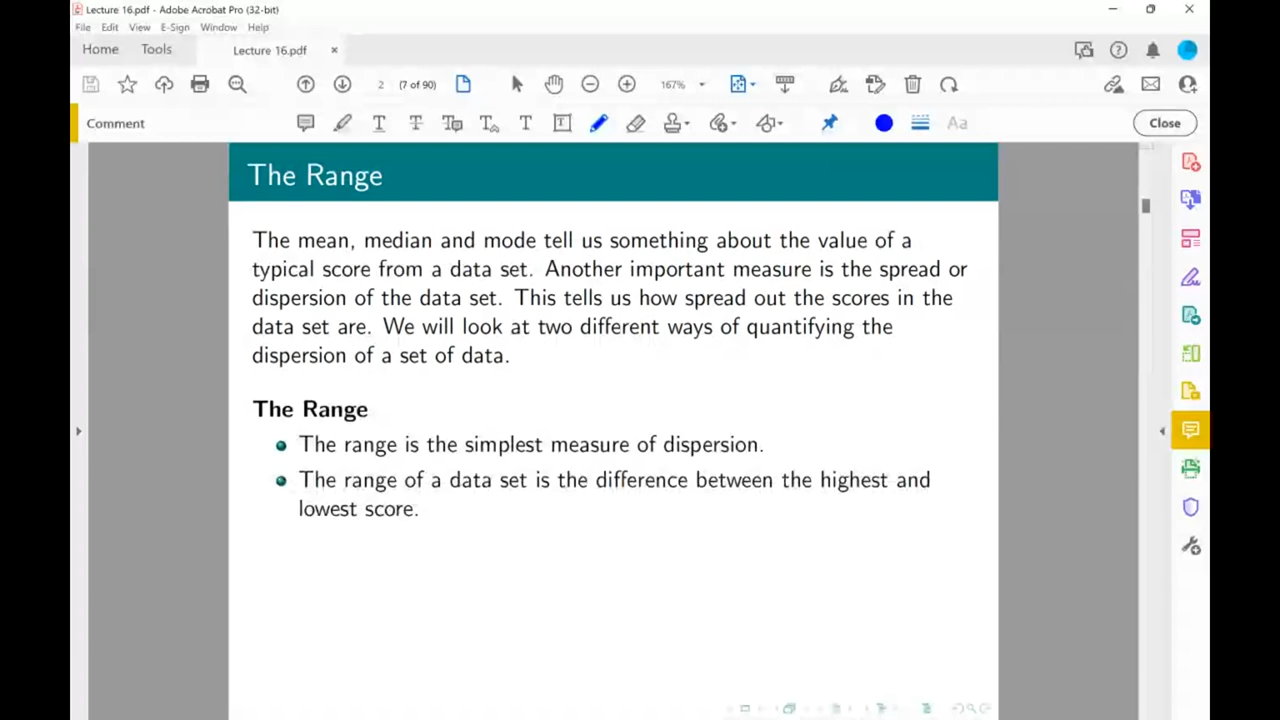 Lecture 16.pdf - Adobe Acrobat Pro (32-bit)
File Edit View E-Sign Window Help
Home Tools Lecture 16.pdf ×
2 (7 of 90) 167%
Comment Aa Close
The Range
The mean, median and mode tell us something about the value of a
typical score from a data set. Another important measure is the spread or
dispersion of the data set. This tells us how spread out the scores in the
data set are. We will look at two different ways of quantifying the
dispersion of a set of data.
The Range
The range is the simplest measure of dispersion.
The range of a data set is the difference between the highest and
lowest score.